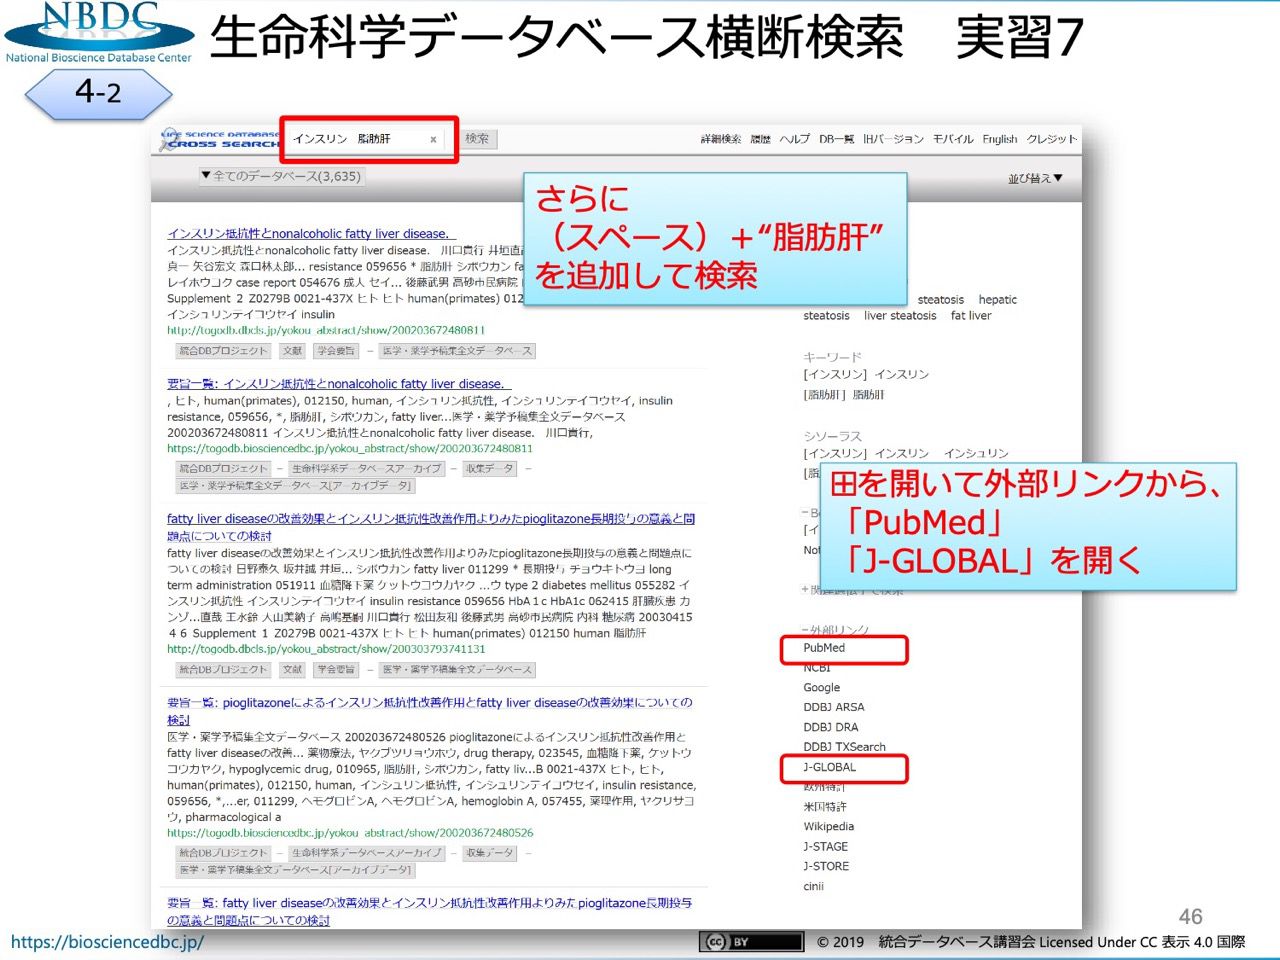 NBDC
National Bioscience Database Center
生命科学データベース横断検索　実習7
4-2
LIFE SCIENCE DATABASE
CROSS SEARCH
インスリン　脂肪肝
x
検索
詳細検索 履歴 ヘルプ DB一覧 旧バージョン モバイル English クレジット
▼全てのデータベース(3,635)
並び替え▼
さらに
（スペース）＋“脂肪肝”
を追加して検索
インスリン抵抗性とnonalcoholic fatty liver disease.
インスリン抵抗性とnonalcoholic fatty liver disease.　川口貴行 井垣直
貞一 矢谷宏文 森口林太郎... resistance 059656 * 脂肪肝 シボウカン fa
レイホウコク case report 054676 成人 セイ... 後藤武男 高砂市民病院
Supplement 2 Z0279B 0021-437X ヒト ヒト human(primates) 012
インシュリンテイコウセイ insulin
http://togodb.dbcls.jp/yokou_abstract/show/200203672480811
統合DBプロジェクト 文献 学会要旨 − 医学・薬学予稿集全文データベース
要旨一覧: インスリン抵抗性とnonalcoholic fatty liver disease.
, ヒト, human(primates), 012150, human, インシュリン抵抗性, インシュリンテイコウセイ, insulin
resistance, 059656, *, 脂肪肝, シボウカン, fatty liver...医学・薬学予稿集全文データベース
200203672480811 インスリン抵抗性とnonalcoholic fatty liver disease.　川口貴行,
https://togodb.biosciencedbc.jp/yokou_abstract/show/200203672480811
統合DBプロジェクト − 生命科学系データベースアーカイブ − 収集データ −
医学・薬学予稿集全文データベース[アーカイブデータ]
fatty liver diseaseの改善効果とインスリン抵抗性改善作用よりみたpioglitazone長期投与の意義と問
題点についての検討
fatty liver diseaseの改善効果とインスリン抵抗性改善作用よりみたpioglitazone長期投与の意義と問題点に
ついての検討 日野泰久 坂井誠 井垣... シボウカン fatty liver 011299 * 長期投与 チョウキトウヨ long
term administration 051911 血糖降下薬 ケットウコウカヤク ...ウ type 2 diabetes mellitus 055282 イ
ンスリン抵抗性 インスリンテイコウセイ insulin resistance 059656 HbA1c HbA1c 062415 肝臓疾患 カ
ンゾ...直哉 王水鈴 大山美納子 高嶋基嗣 川口貴行 松田友和 後藤武男 高砂市民病院 内科 糖尿病 20030415
４６ Supplement 1 Z0279B 0021-437X ヒト ヒト human(primates) 012150 human 脂肪肝
http://togodb.dbcls.jp/yokou_abstract/show/200303793741131
統合DBプロジェクト 文献 学会要旨 − 医学・薬学予稿集全文データベース
要旨一覧: pioglitazoneによるインスリン抵抗性改善作用とfatty liver diseaseの改善効果についての
検討
医学・薬学予稿集全文データベース 200203672480526 pioglitazoneによるインスリン抵抗性改善作用と
fatty liver diseaseの改善... 薬物療法, ヤクブツリョウホウ, drug therapy, 023545, 血糖降下薬, ケットウ
コウカヤク, hypoglycemic drug, 010965, 脂肪肝, シボウカン, fatty liv...B 0021-437X ヒト, ヒト,
human(primates), 012150, human, インシュリン抵抗性, インシュリンテイコウセイ, insulin resistance,
059656, *,...er, 011299, ヘモグロビンA, ヘモグロビンA, hemoglobin A, 057455, 薬理作用, ヤクリサヨ
ウ, pharmacological a
https://togodb.biosciencedbc.jp/yokou_abstract/show/200203672480526
統合DBプロジェクト − 生命科学系データベースアーカイブ − 収集データ −
医学・薬学予稿集全文データベース[アーカイブデータ]
要旨一覧: fatty liver diseaseの改善効果とインスリン抵抗性改善作用よりみたpioglitazone長期投与
の意義と問題点についての検討
steatosis hepatic
steatosis liver steatosis fat liver
キーワード
[インスリン] インスリン
[脂肪肝] 脂肪肝
シソーラス
[インスリン] インスリン インシュリン
田を開いて外部リンクから、
「PubMed」
「J-GLOBAL」を開く
−外部リンク
PubMed
NCBI
Google
DDBJ ARSA
DDBJ DRA
DDBJ TXSearch
J-GLOBAL
欧州特許
米国特許
Wikipedia
J-STAGE
J-STORE
cinii
46
https://biosciencedbc.jp/
cc BY
© 2019　統合データベース講習会 Licensed Under CC 表示 4.0 国際